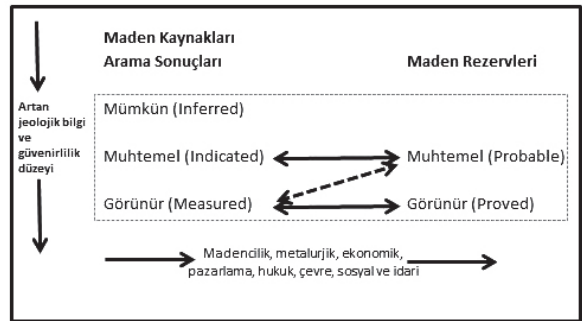 Maden Kaynakları
Arama Sonuçları
Maden Rezervleri
Artan
jeolojik bilgi
ve
güvenirlilik
düzeyi
Mümkün (Inferred)
Muhtemel (Indicated)
Muhtemel (Probable)
Görünür (Measured)
Görünür (Proved)
Madencilik, metalurjik, ekonomik,
pazarlama, hukuk, çevre, sosyal ve idari